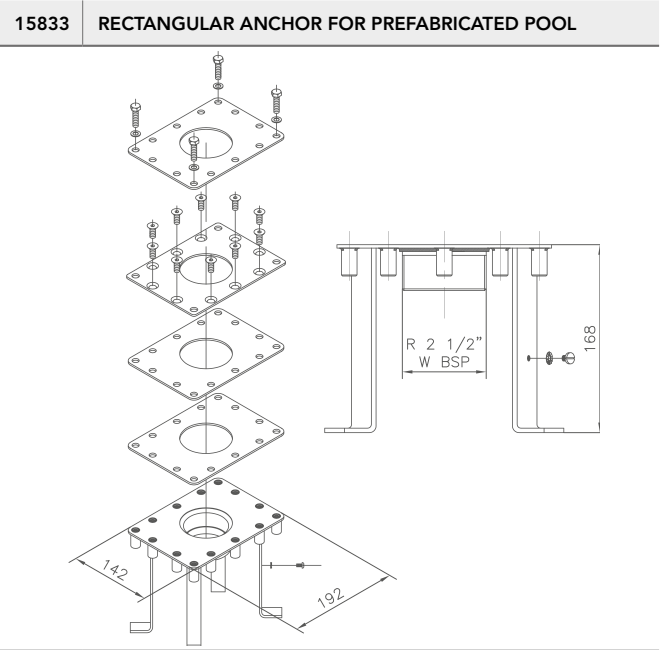 15833 RECTANGULAR ANCHOR FOR PREFABRICATED POOL
R 2 1/2"
W BSP
168
142
192